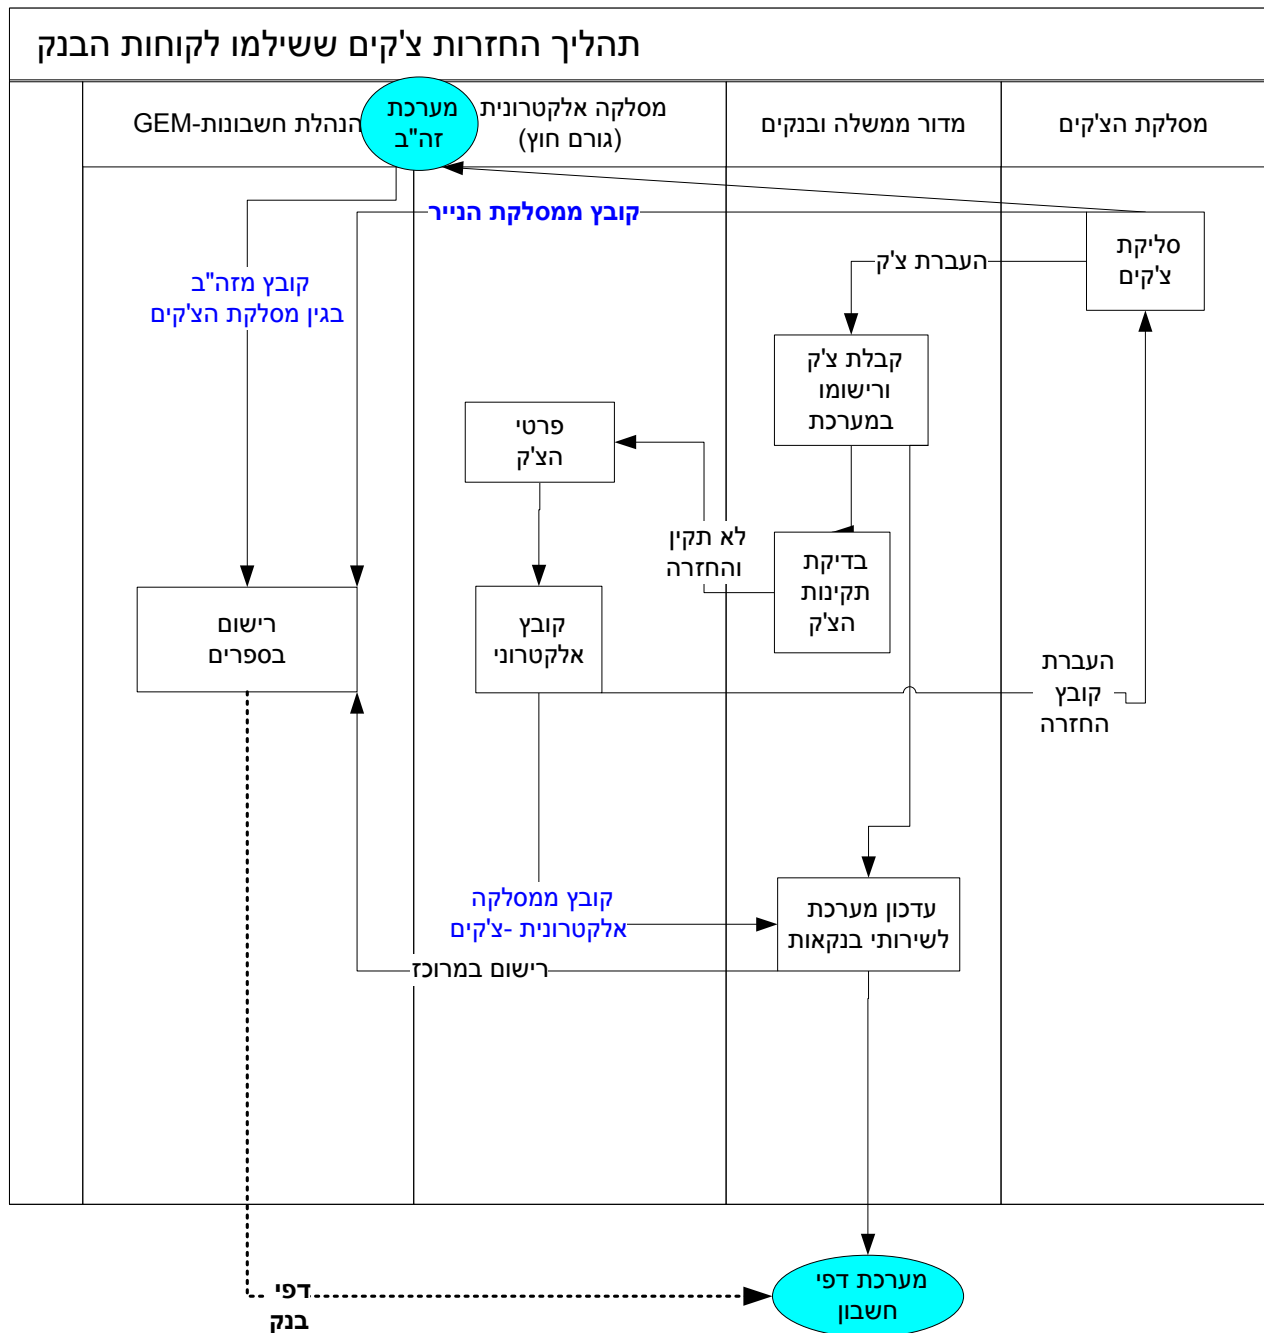 תהליך החזרות צ'קים ששילמו לקוחות הבנק
מסלקת הצ'קים
מדור ממשלה ובנקים
מסלקה אלקטרונית
(גורם חוץ)
מערכת
זה"ב
הנהלת חשבונות-GEM
קובץ ממסלקת הנייר
סליקת
צ'קים
העברת צ'ק
קובץ מזה"ב
בגין מסלקת הצ'קים
קבלת צ'ק
ורישומו
במערכת
פרטי
הצ'ק
לא תקין
והחזרה
בדיקת
תקינות
הצ'ק
רישום
בספרים
קובץ
אלקטרוני
העברת
קובץ
החזרה
קובץ ממסלקה
אלקטרונית -צ'קים
עדכון מערכת
לשירותי בנקאות
רישום במרוכז
מערכת דפי
חשבון
דפי
בנק